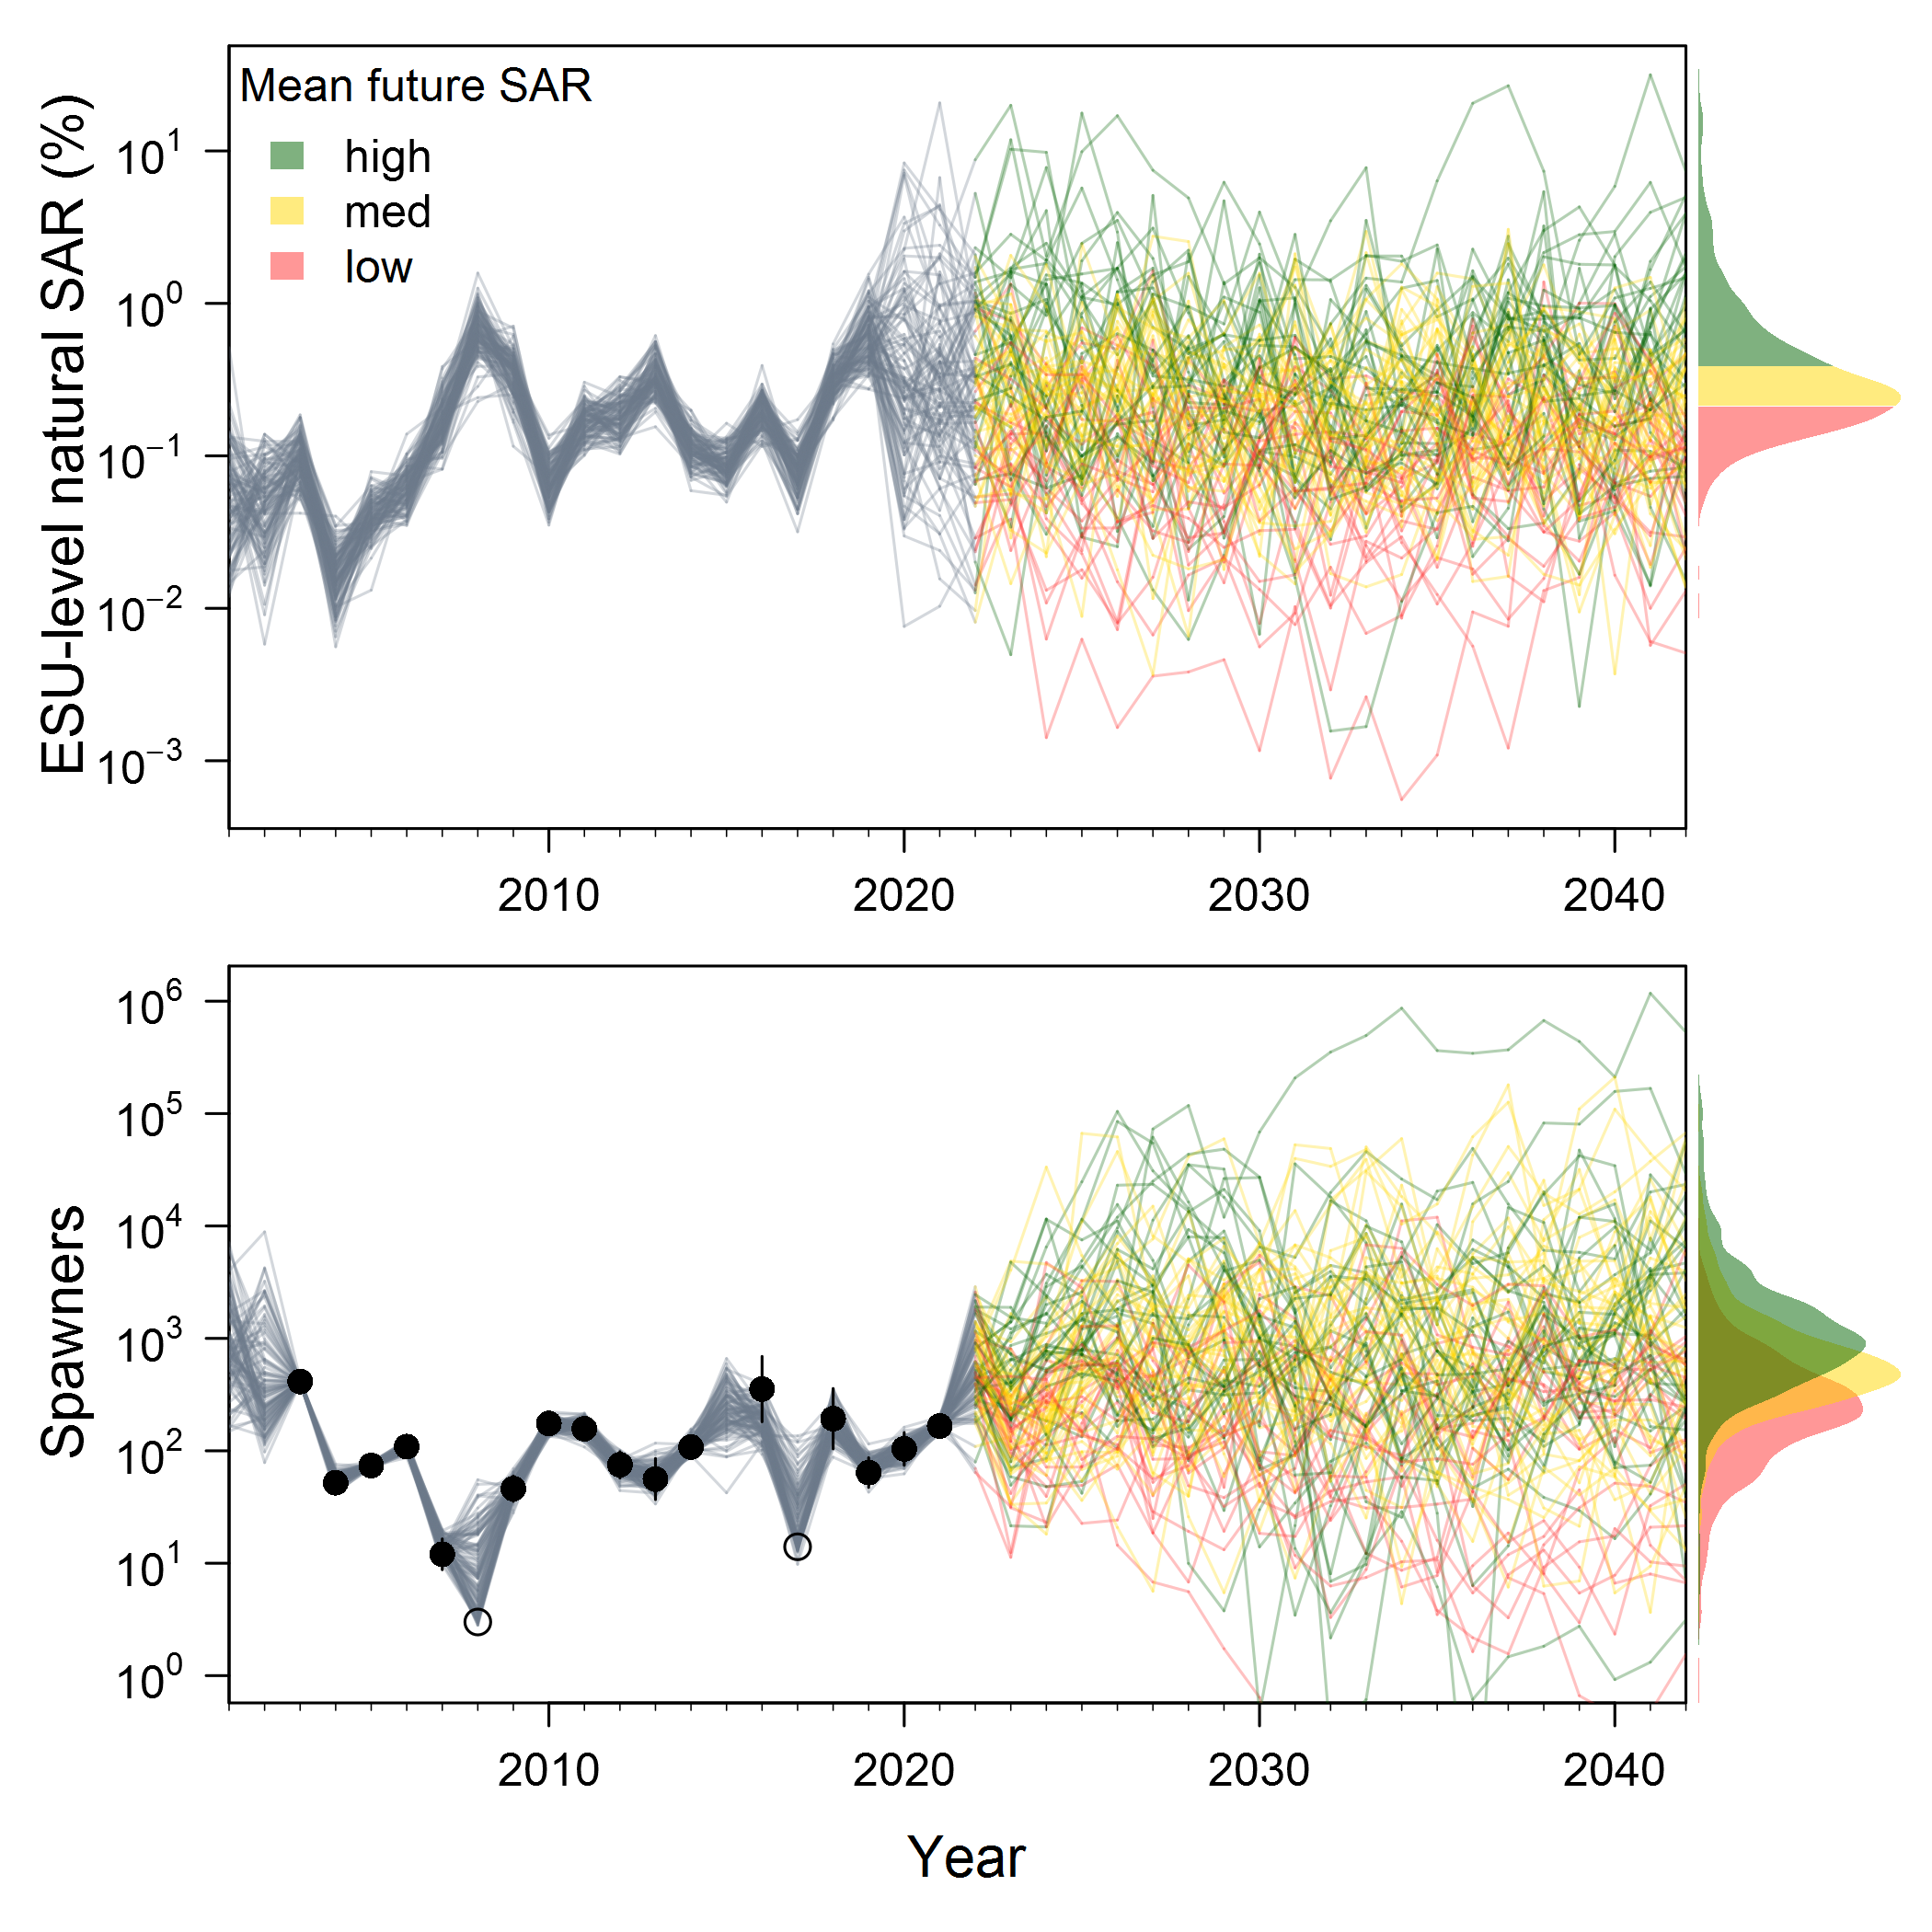 Mean future SAR
high
med
low
ESU-level natural SAR (%)
10¹
10⁰
10⁻¹
10⁻²
10⁻³
2010 2020 2030 2040
Spawners
10⁶
10⁵
10⁴
10³
10²
10¹
10⁰
2010 2020 2030 2040
Year